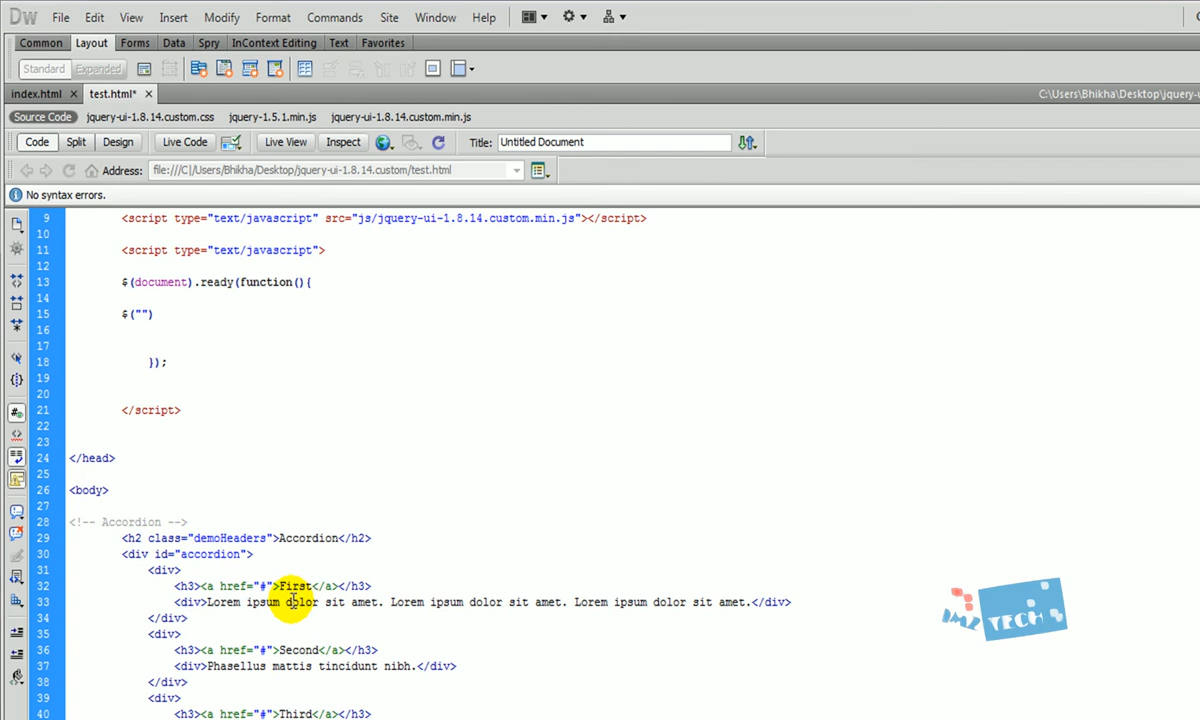 Dw File Edit View Insert Modify Format Commands Site Window Help
Common Layout Forms Data Spry InContext Editing Text Favorites
Standard Expanded
index.html × test.html* × C:\Users\Bhikha\Desktop\jquery-u
Source Code jquery-ui-1.8.14.custom.css jquery-1.5.1.min.js jquery-ui-1.8.14.custom.min.js
Code Split Design Live Code Live View Inspect Title: Untitled Document
Address: file:///C|/Users/Bhikha/Desktop/jquery-ui-1.8.14.custom/test.html
No syntax errors.
9 <script type="text/javascript" src="js/jquery-ui-1.8.14.custom.min.js"></script>
10
11 <script type="text/javascript">
12
13 $(document).ready(function(){
14
15 $("")
16
17
18 });
19
20
21 </script>
22
23
24 </head>
25
26 <body>
27
28 <!-- Accordion -->
29 <h2 class="demoHeaders">Accordion</h2>
30 <div id="accordion">
31 <div>
32 <h3><a href="#">First</a></h3>
33 <div>Lorem ipsum dolor sit amet. Lorem ipsum dolor sit amet. Lorem ipsum dolor sit amet.</div>
34 </div>
35 <div>
36 <h3><a href="#">Second</a></h3>
37 <div>Phasellus mattis tincidunt nibh.</div>
38 </div>
39 <div>
40 <h3><a href="#">Third</a></h3>
JMZ TECH